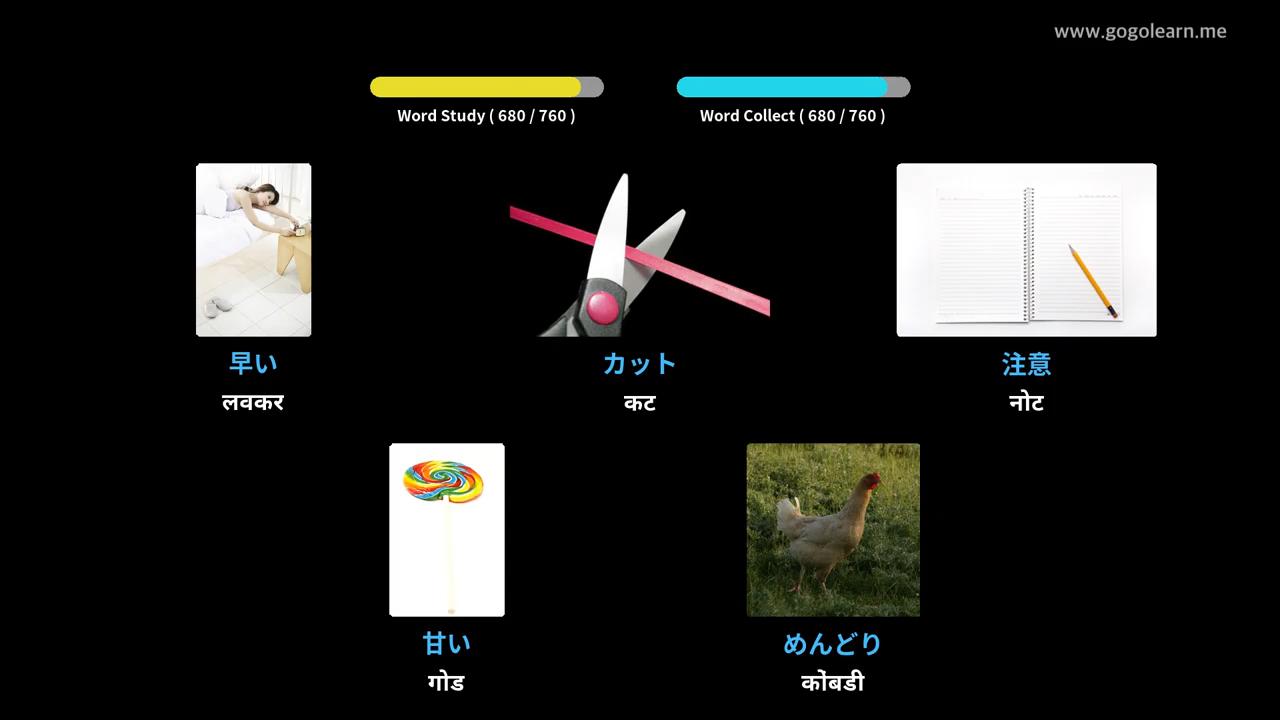 www.gogolearn.me
Word Study ( 680 / 760 )
Word Collect ( 680 / 760 )
早い
カット
注意
लवकर
कट
नोट
甘い
めんどり
गोड
कोंबडी